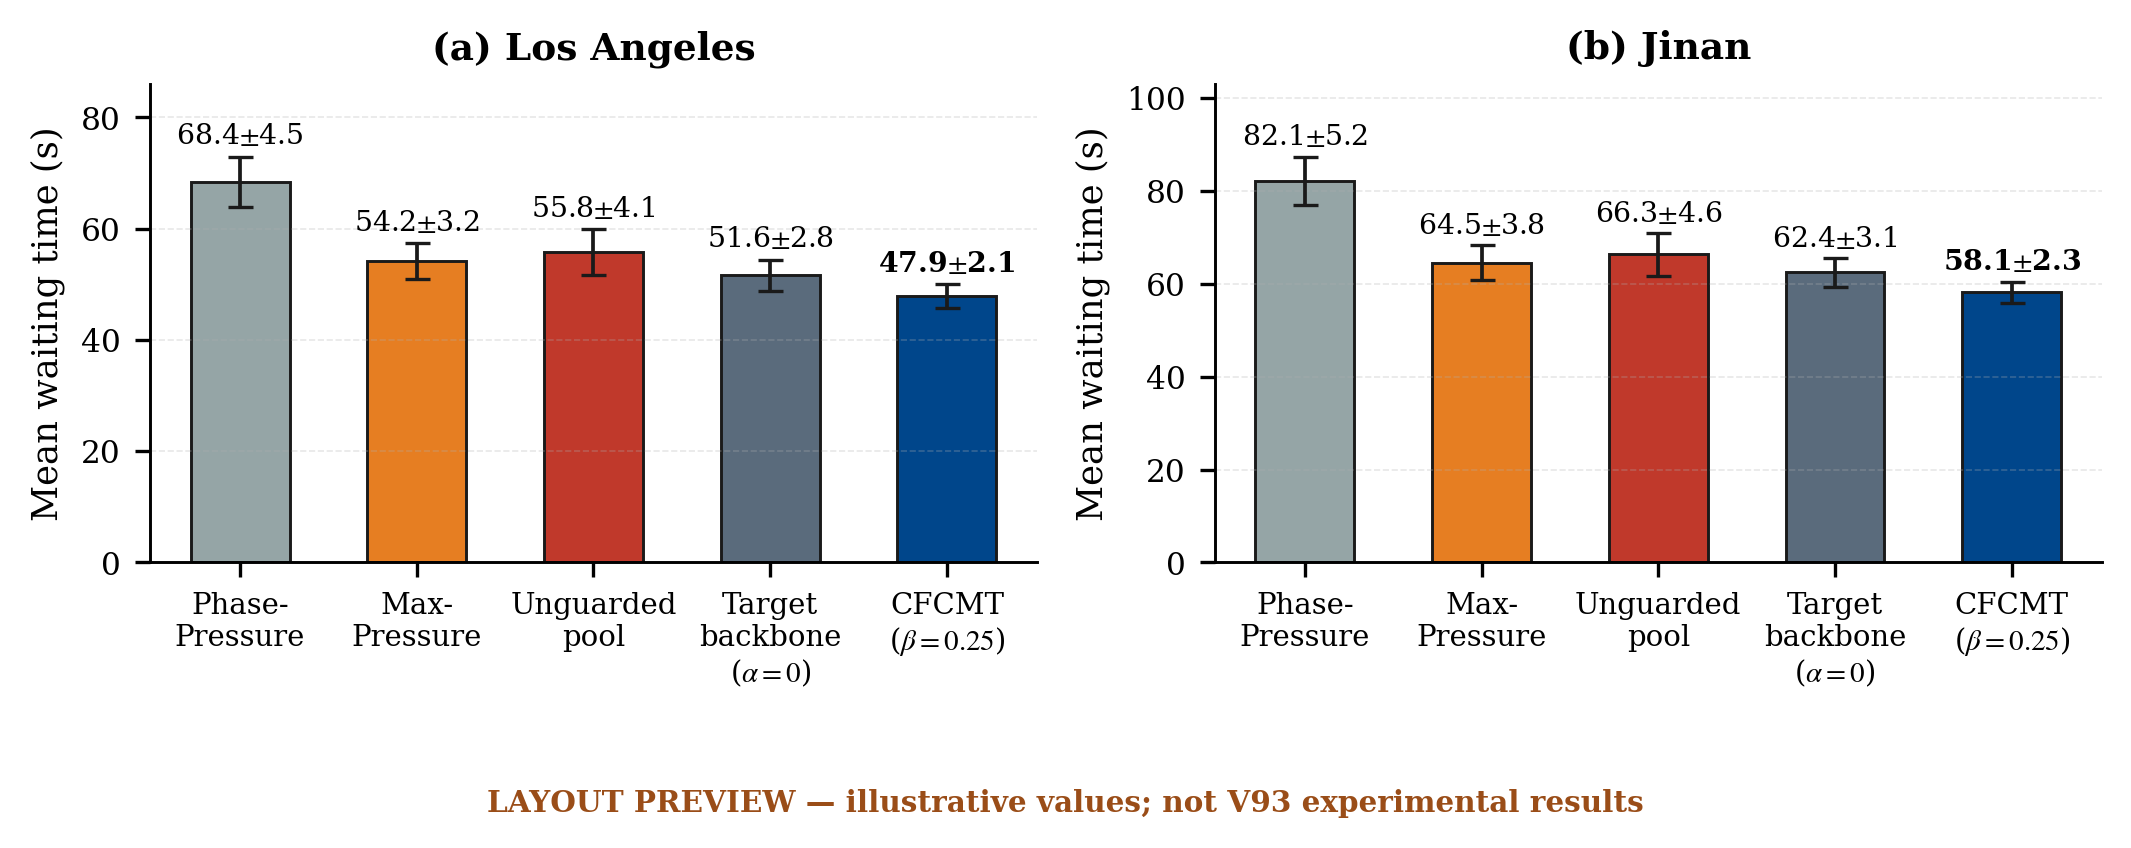 (a) Los Angeles
Mean waiting time (s)
80
60
40
20
0
68.4±4.5
54.2±3.2
55.8±4.1
51.6±2.8
47.9±2.1
Phase-
Pressure
Max-
Pressure
Unguarded
pool
Target
backbone
(α=0)
CFCMT
(β=0.25)
(b) Jinan
Mean waiting time (s)
100
80
60
40
20
0
82.1±5.2
64.5±3.8
66.3±4.6
62.4±3.1
58.1±2.3
Phase-
Pressure
Max-
Pressure
Unguarded
pool
Target
backbone
(α=0)
CFCMT
(β=0.25)
LAYOUT PREVIEW — illustrative values; not V93 experimental results